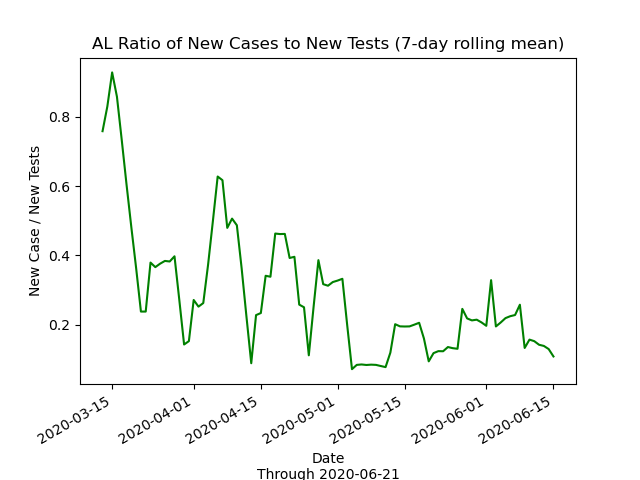 AL Ratio of New Cases to New Tests (7-day rolling mean)
New Case / New Tests
0.8
0.6
0.4
0.2
2020-03-15
2020-04-01
2020-04-15
2020-05-01
2020-05-15
2020-06-01
2020-06-15
Date
Through 2020-06-21